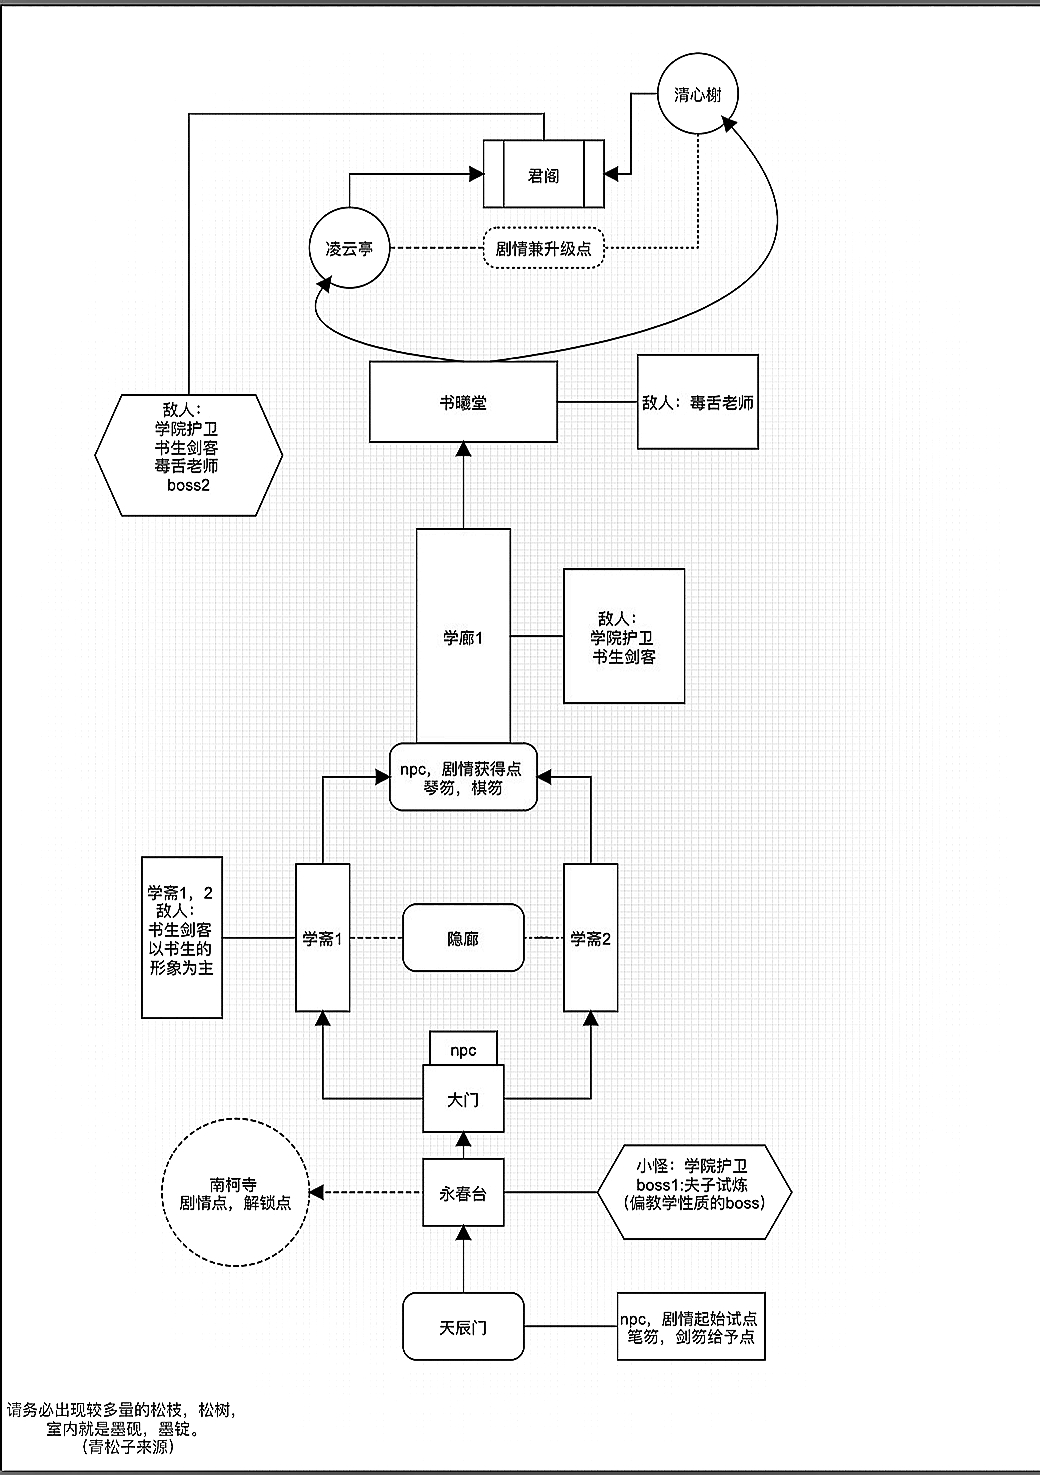 清心榭
君阁
凌云亭
剧情兼升级点
书曦堂
敌人：毒舌老师
敌人：
学院护卫
书生剑客
毒舌老师
boss2
学廊1
敌人：
学院护卫
书生剑客
npc，剧情获得点
琴笏，棋笏
学斋1，2
敌人：
书生剑客
以书生的
形象为主
学斋1
隐廊
学斋2
npc
大门
南柯寺
剧情点，解锁点
永春台
小怪：学院护卫
boss1:夫子试炼
（偏教学性质的boss）
天辰门
npc，剧情起始试点
笔笏，剑笏给予点
请务必出现较多量的松枝，松树，
室内就是墨砚，墨锭。
（青松子来源）